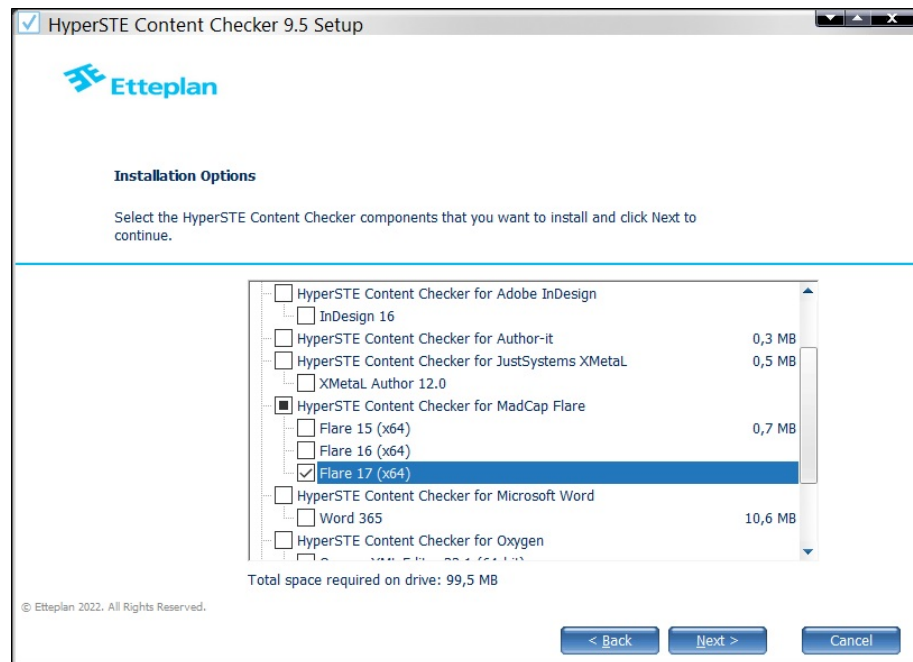 HyperSTE Content Checker 9.5 Setup
Etteplan
Installation Options
Select the HyperSTE Content Checker components that you want to install and click Next to
continue.
HyperSTE Content Checker for Adobe InDesign
InDesign 16
HyperSTE Content Checker for Author-it 0,3 MB
HyperSTE Content Checker for JustSystems XMetaL 0,5 MB
XMetaL Author 12.0
HyperSTE Content Checker for MadCap Flare
Flare 15 (x64) 0,7 MB
Flare 16 (x64)
Flare 17 (x64)
HyperSTE Content Checker for Microsoft Word
Word 365 10,6 MB
HyperSTE Content Checker for Oxygen
Total space required on drive: 99,5 MB
© Etteplan 2022. All Rights Reserved.
< Back Next > Cancel